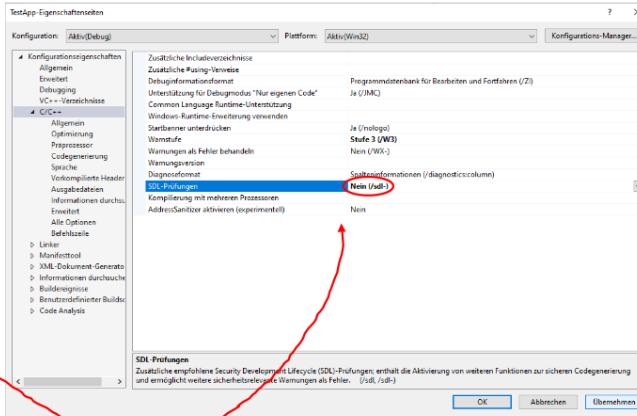 TestApp-Eigenschaftenseiten ? X
Konfiguration: Aktiv(Debug) Plattform: Aktiv(Win32) Konfigurations-Manager...
Konfigurationseigenschaften
Allgemein
Erweitert
Debugging
VC++-Verzeichnisse
C/C++
Allgemein
Optimierung
Präprozessor
Codegenerierung
Sprache
Vorkompilierte Header
Ausgabedateien
Informationen durchsu
Erweitert
Alle Optionen
Befehlszeile
Linker
Manifesttool
XML-Dokument-Generato
Informationen durchsuche
Buildereignisse
Benutzerdefinierter Buildsc
Code Analysis
Zusätzliche Includeverzeichnisse
Zusätzliche #using-Verweise
Debuginformationsformat Programmdatenbank für Bearbeiten und Fortfahren (/ZI)
Unterstützung für Debugmodus "Nur eigenen Code" Ja (/JMC)
Common Language Runtime-Unterstützung
Windows-Runtime-Erweiterung verwenden
Startbanner unterdrücken Ja (/nologo)
Warnstufe Stufe 3 (/W3)
Warnungen als Fehler behandeln Nein (/WX-)
Warnungsversion
Diagnoseformat Spalteninformationen (/diagnostics:column)
SDL-Prüfungen Nein (/sdl-)
Kompilierung mit mehreren Prozessoren
AddressSanitizer aktivieren (experimentell) Nein
SDL-Prüfungen
Zusätzliche empfohlene Security Development Lifecycle (SDL)-Prüfungen; enthält die Aktivierung von weiteren Funktionen zur sicheren Codegenerierung
und ermöglicht weitere sicherheitsrelevante Warnungen als Fehler. (/sdl, /sdl-)
OK Abbrechen Übernehmen